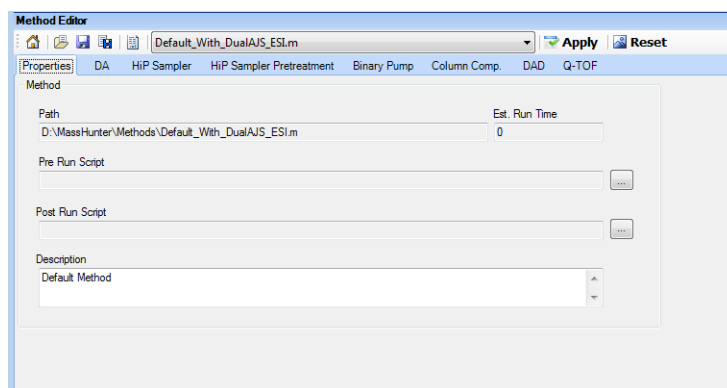 Method Editor
Default_With_DualAJS_ESI.m Apply Reset
Properties DA HiP Sampler HiP Sampler Pretreatment Binary Pump Column Comp. DAD Q-TOF
Method
Path Est. Run Time
D:\MassHunter\Methods\Default_With_DualAJS_ESI.m 0
Pre Run Script
...
Post Run Script
...
Description
Default Method